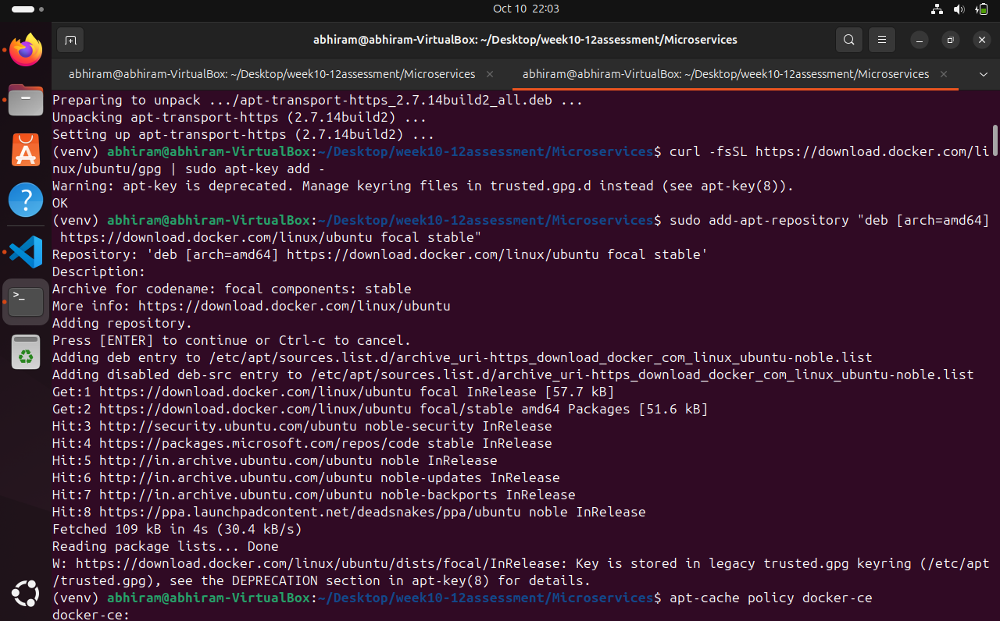 Oct 10 22:03
abhiram@abhiram-VirtualBox: ~/Desktop/week10-12assessment/Microservices
abhiram@abhiram-VirtualBox: ~/Desktop/week10-12assessment/Microservices
abhiram@abhiram-VirtualBox: ~/Desktop/week10-12assessment/Microservices
Preparing to unpack .../apt-transport-https_2.7.14build2_all.deb ...
Unpacking apt-transport-https (2.7.14build2) ...
Setting up apt-transport-https (2.7.14build2) ...
(venv) abhiram@abhiram-VirtualBox:~/Desktop/week10-12assessment/Microservices$ curl -fsSL https://download.docker.com/li
nux/ubuntu/gpg | sudo apt-key add -
Warning: apt-key is deprecated. Manage keyring files in trusted.gpg.d instead (see apt-key(8)).
OK
(venv) abhiram@abhiram-VirtualBox:~/Desktop/week10-12assessment/Microservices$ sudo add-apt-repository "deb [arch=amd64]
 https://download.docker.com/linux/ubuntu focal stable"
Repository: 'deb [arch=amd64] https://download.docker.com/linux/ubuntu focal stable'
Description:
Archive for codename: focal components: stable
More info: https://download.docker.com/linux/ubuntu
Adding repository.
Press [ENTER] to continue or Ctrl-c to cancel.
Adding deb entry to /etc/apt/sources.list.d/archive_uri-https_download_docker_com_linux_ubuntu-noble.list
Adding disabled deb-src entry to /etc/apt/sources.list.d/archive_uri-https_download_docker_com_linux_ubuntu-noble.list
Get:1 https://download.docker.com/linux/ubuntu focal InRelease [57.7 kB]
Get:2 https://download.docker.com/linux/ubuntu focal/stable amd64 Packages [51.6 kB]
Hit:3 http://security.ubuntu.com/ubuntu noble-security InRelease
Hit:4 https://packages.microsoft.com/repos/code stable InRelease
Hit:5 http://in.archive.ubuntu.com/ubuntu noble InRelease
Hit:6 http://in.archive.ubuntu.com/ubuntu noble-updates InRelease
Hit:7 http://in.archive.ubuntu.com/ubuntu noble-backports InRelease
Hit:8 https://ppa.launchpadcontent.net/deadsnakes/ppa/ubuntu noble InRelease
Fetched 109 kB in 4s (30.4 kB/s)
Reading package lists... Done
W: https://download.docker.com/linux/ubuntu/dists/focal/InRelease: Key is stored in legacy trusted.gpg keyring (/etc/apt
/trusted.gpg), see the DEPRECATION section in apt-key(8) for details.
(venv) abhiram@abhiram-VirtualBox:~/Desktop/week10-12assessment/Microservices$ apt-cache policy docker-ce
docker-ce: